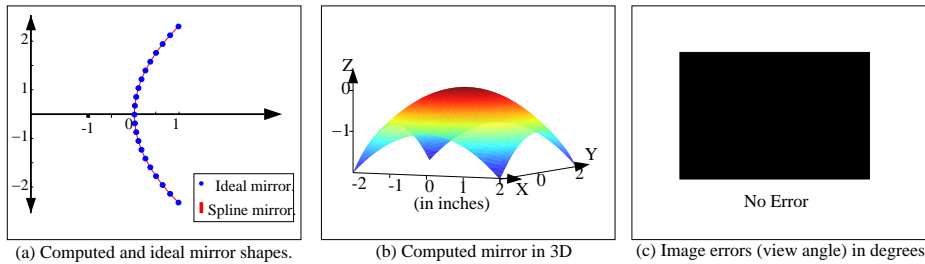 2
1
0
-1
1
−1
−2
Ideal mirror.
Spline mirror.
(a) Computed and ideal mirror shapes.
Z
0
−1
Y
-2
-1
0
1
2
X
0
2
(in inches)
(b) Computed mirror in 3D
No Error
(c) Image errors (view angle) in degrees